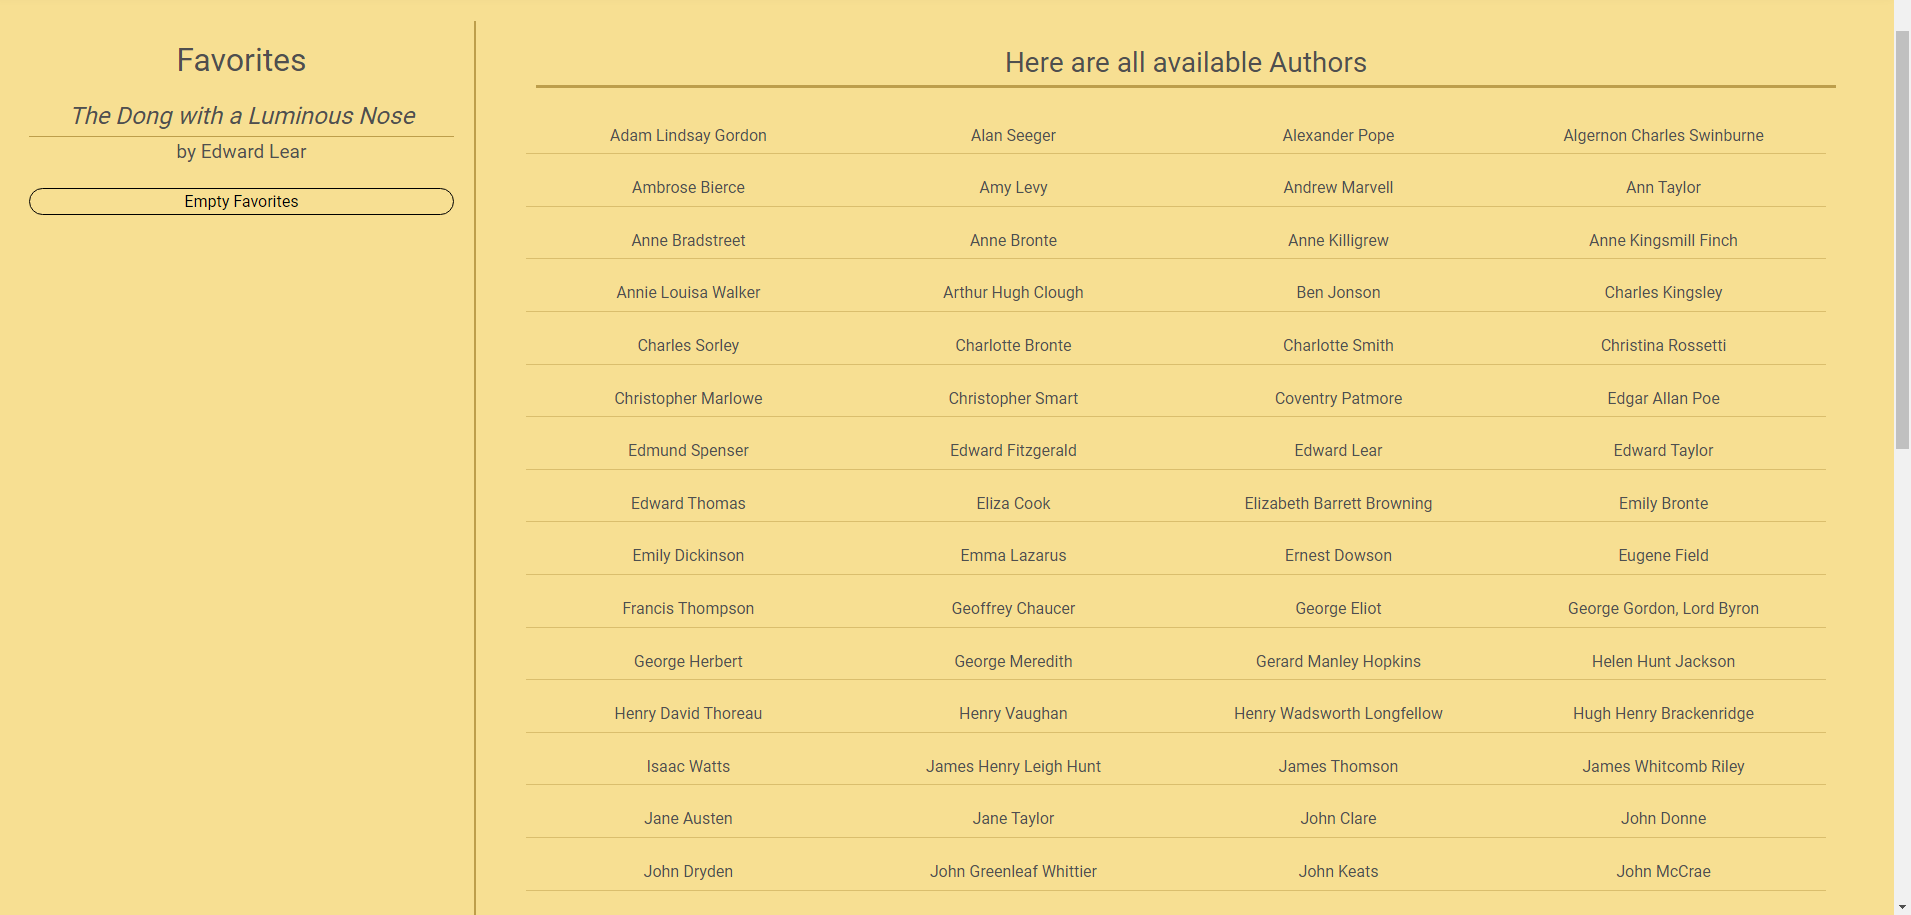 Favorites
The Dong with a Luminous Nose
by Edward Lear
Empty Favorites
Here are all available Authors
Adam Lindsay Gordon Alan Seeger Alexander Pope Algernon Charles Swinburne
Ambrose Bierce Amy Levy Andrew Marvell Ann Taylor
Anne Bradstreet Anne Bronte Anne Killigrew Anne Kingsmill Finch
Annie Louisa Walker Arthur Hugh Clough Ben Jonson Charles Kingsley
Charles Sorley Charlotte Bronte Charlotte Smith Christina Rossetti
Christopher Marlowe Christopher Smart Coventry Patmore Edgar Allan Poe
Edmund Spenser Edward Fitzgerald Edward Lear Edward Taylor
Edward Thomas Eliza Cook Elizabeth Barrett Browning Emily Bronte
Emily Dickinson Emma Lazarus Ernest Dowson Eugene Field
Francis Thompson Geoffrey Chaucer George Eliot George Gordon, Lord Byron
George Herbert George Meredith Gerard Manley Hopkins Helen Hunt Jackson
Henry David Thoreau Henry Vaughan Henry Wadsworth Longfellow Hugh Henry Brackenridge
Isaac Watts James Henry Leigh Hunt James Thomson James Whitcomb Riley
Jane Austen Jane Taylor John Clare John Donne
John Dryden John Greenleaf Whittier John Keats John McCrae